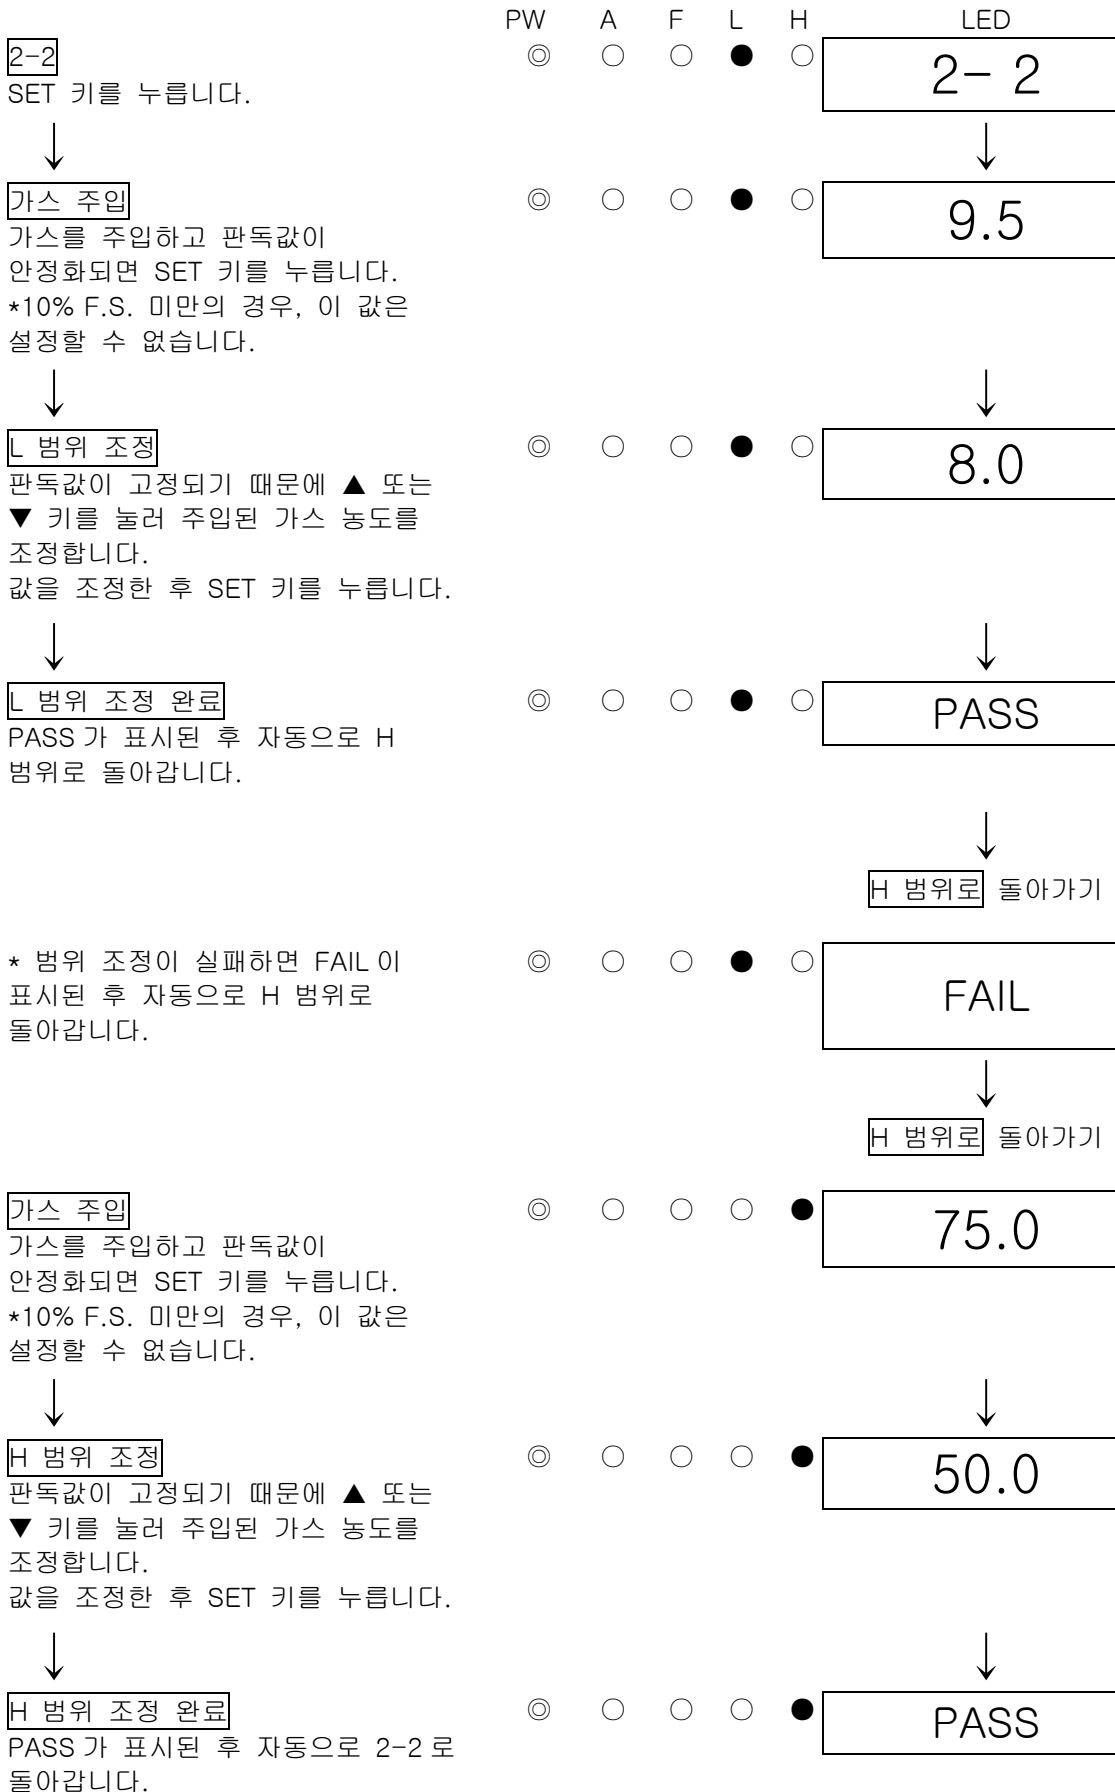 PW A F L H LED
2-2 ◎ ○ ○ ● ○ 2- 2
SET 키를 누릅니다.
↓ ↓
가스 주입 ◎ ○ ○ ● ○ 9.5
가스를 주입하고 판독값이
안정화되면 SET 키를 누릅니다.
*10% F.S. 미만의 경우, 이 값은
설정할 수 없습니다.
↓ ↓
L 범위 조정 ◎ ○ ○ ● ○ 8.0
판독값이 고정되기 때문에 ▲ 또는
▼ 키를 눌러 주입된 가스 농도를
조정합니다.
값을 조정한 후 SET 키를 누릅니다.
↓ ↓
L 범위 조정 완료 ◎ ○ ○ ● ○ PASS
PASS 가 표시된 후 자동으로 H
범위로 돌아갑니다.
↓
H 범위로 돌아가기
* 범위 조정이 실패하면 FAIL 이 ◎ ○ ○ ● ○ FAIL
표시된 후 자동으로 H 범위로
돌아갑니다.
↓
H 범위로 돌아가기
가스 주입 ◎ ○ ○ ○ ● 75.0
가스를 주입하고 판독값이
안정화되면 SET 키를 누릅니다.
*10% F.S. 미만의 경우, 이 값은
설정할 수 없습니다.
↓ ↓
H 범위 조정 ◎ ○ ○ ○ ● 50.0
판독값이 고정되기 때문에 ▲ 또는
▼ 키를 눌러 주입된 가스 농도를
조정합니다.
값을 조정한 후 SET 키를 누릅니다.
↓ ↓
H 범위 조정 완료 ◎ ○ ○ ○ ● PASS
PASS 가 표시된 후 자동으로 2-2 로
돌아갑니다.